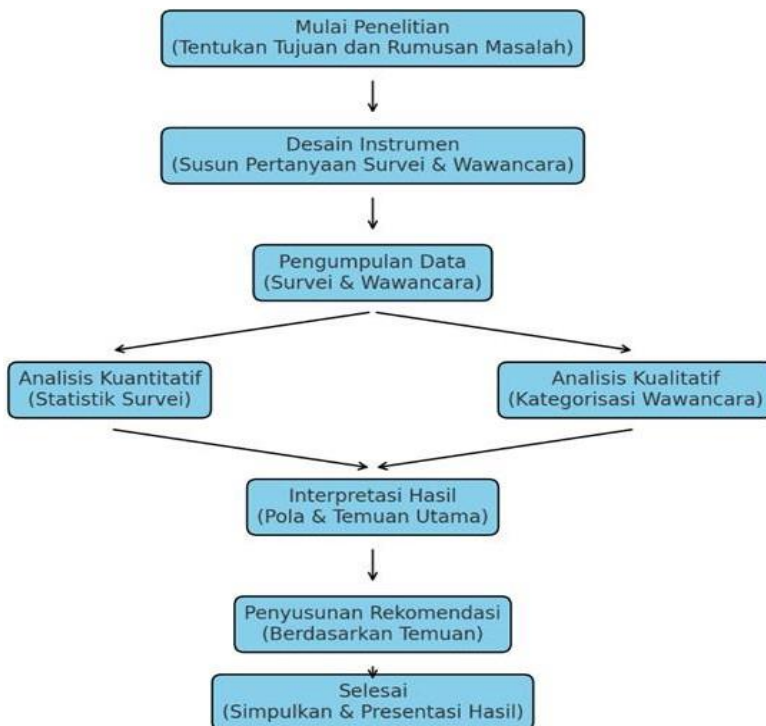 Mulai Penelitian
(Tentukan Tujuan dan Rumusan Masalah)
Desain Instrumen
(Susun Pertanyaan Survei & Wawancara)
Pengumpulan Data
(Survei & Wawancara)
Analisis Kuantitatif
(Statistik Survei)
Analisis Kualitatif
(Kategorisasi Wawancara)
Interpretasi Hasil
(Pola & Temuan Utama)
Penyusunan Rekomendasi
(Berdasarkan Temuan)
Selesai
(Simpulkan & Presentasi Hasil)